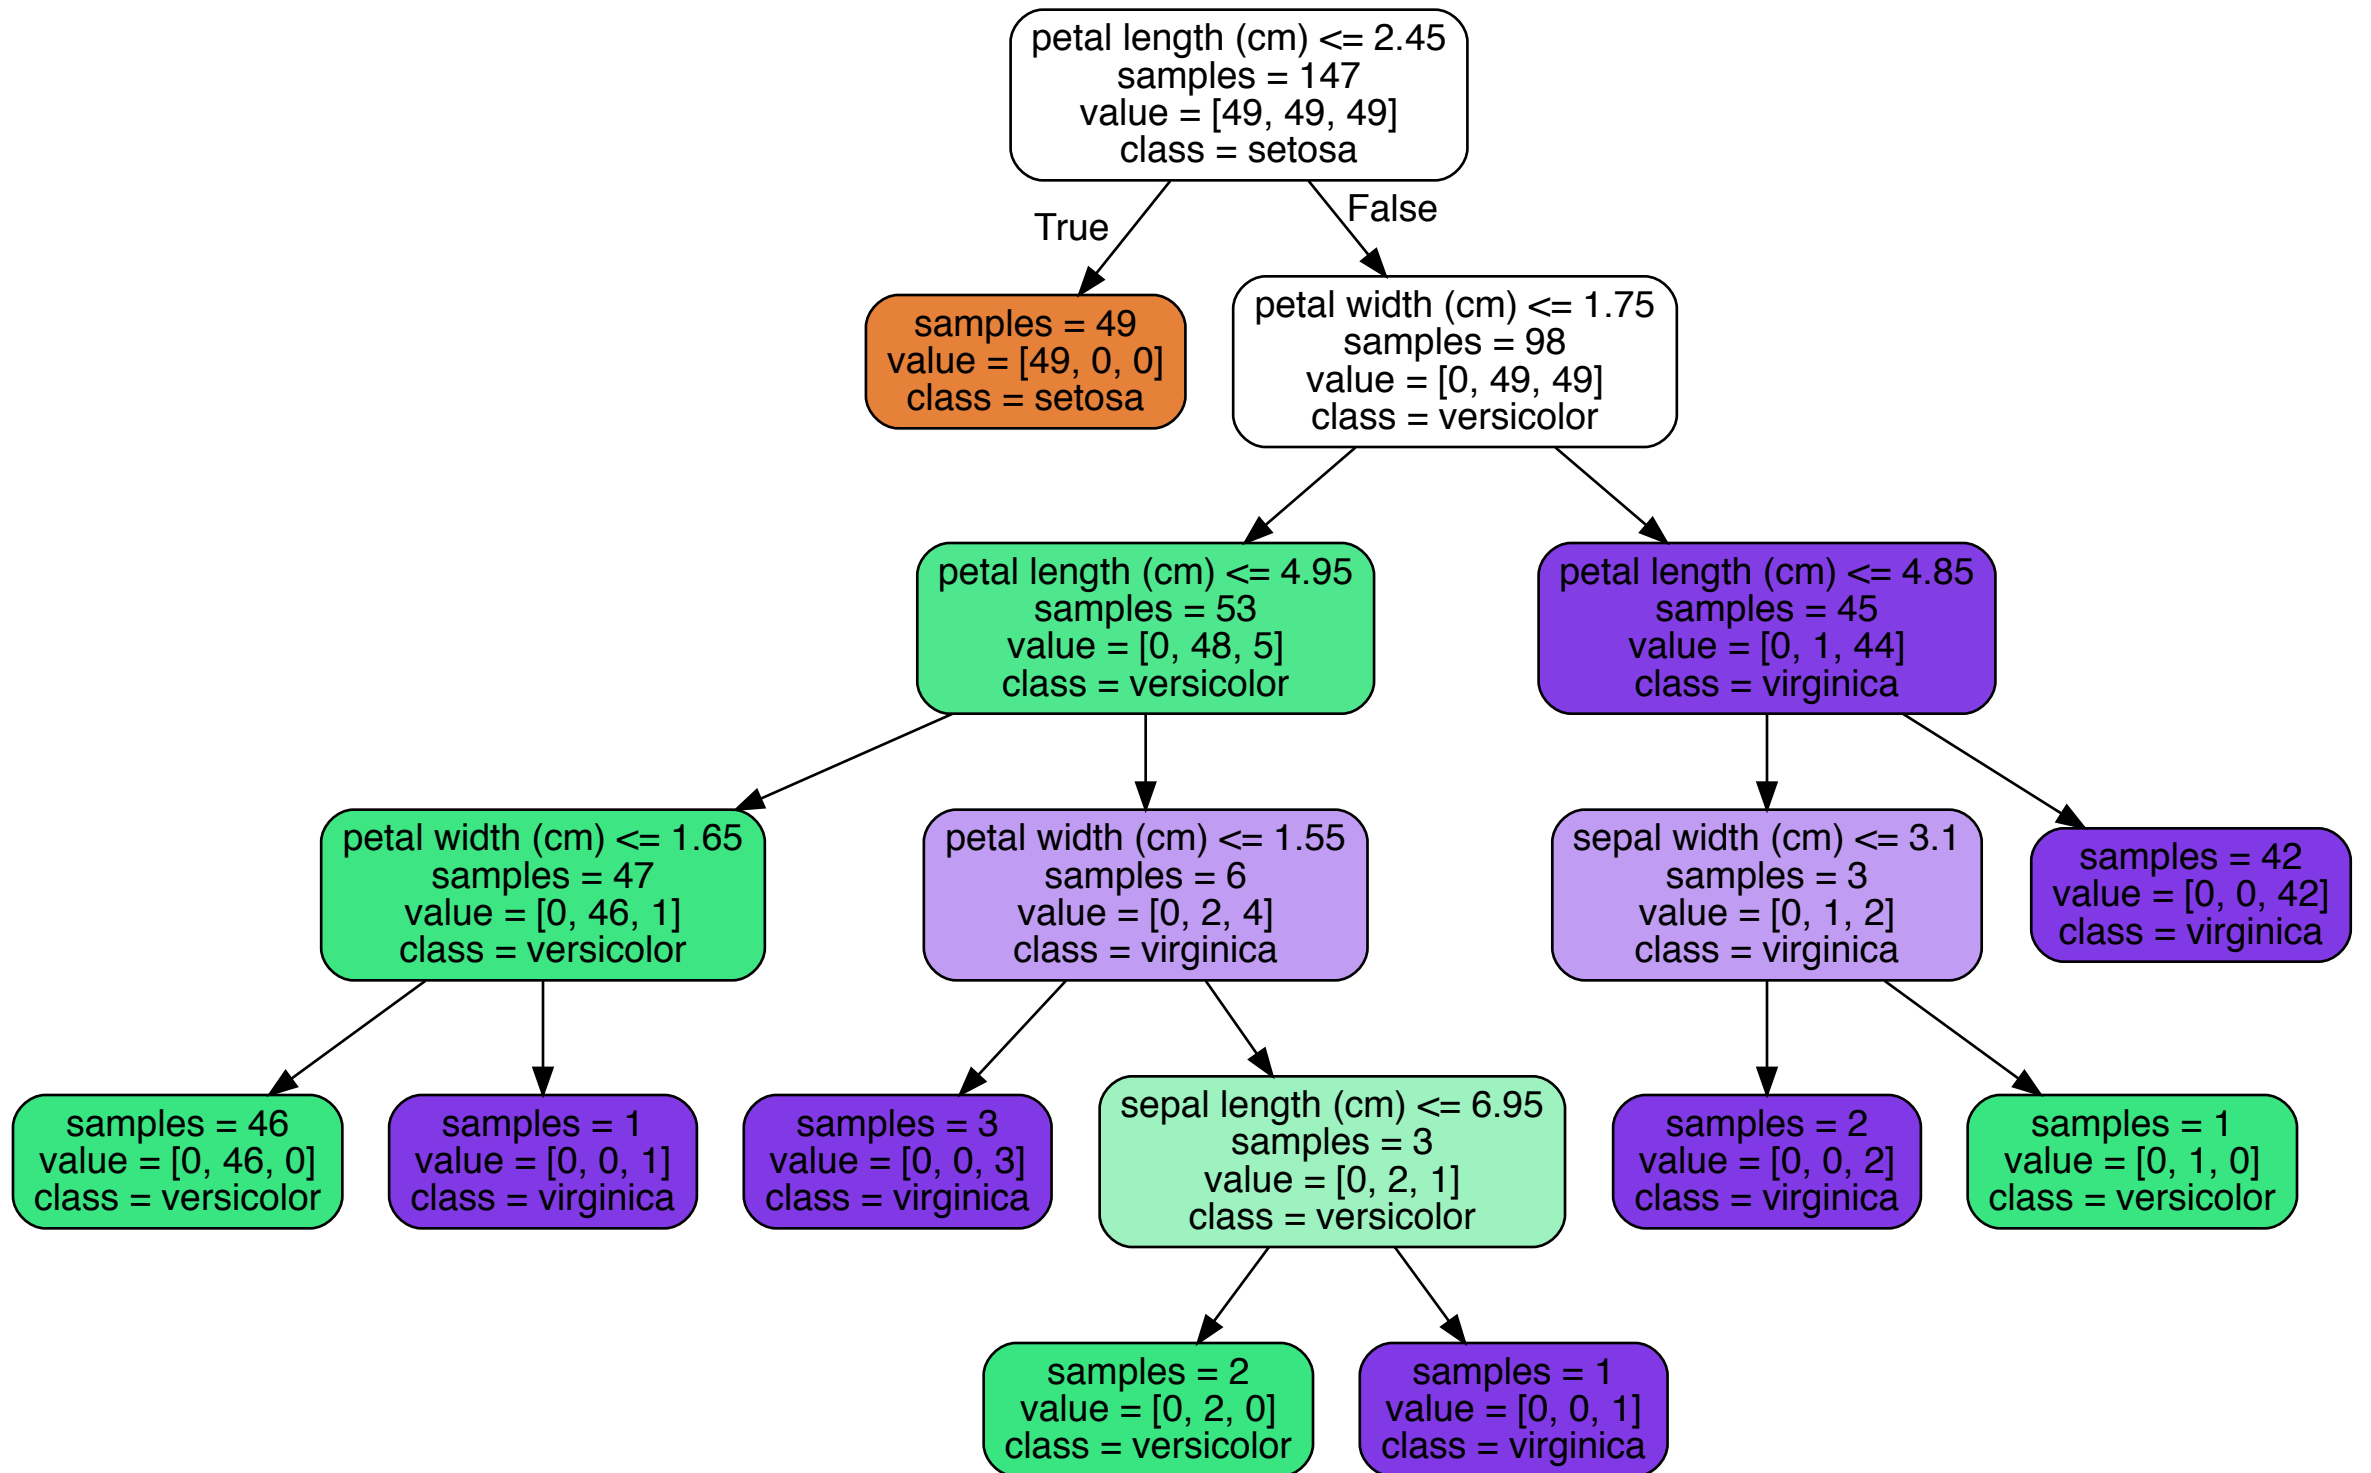 petal length (cm) <= 2.45
samples = 147
value = [49, 49, 49]
class = setosa
True
False
samples = 49
value = [49, 0, 0]
class = setosa
petal width (cm) <= 1.75
samples = 98
value = [0, 49, 49]
class = versicolor
petal length (cm) <= 4.95
samples = 53
value = [0, 48, 5]
class = versicolor
petal length (cm) <= 4.85
samples = 45
value = [0, 1, 44]
class = virginica
petal width (cm) <= 1.65
samples = 47
value = [0, 46, 1]
class = versicolor
petal width (cm) <= 1.55
samples = 6
value = [0, 2, 4]
class = virginica
sepal width (cm) <= 3.1
samples = 3
value = [0, 1, 2]
class = virginica
samples = 42
value = [0, 0, 42]
class = virginica
samples = 46
value = [0, 46, 0]
class = versicolor
samples = 1
value = [0, 0, 1]
class = virginica
samples = 3
value = [0, 0, 3]
class = virginica
sepal length (cm) <= 6.95
samples = 3
value = [0, 2, 1]
class = versicolor
samples = 2
value = [0, 0, 2]
class = virginica
samples = 1
value = [0, 1, 0]
class = versicolor
samples = 2
value = [0, 2, 0]
class = versicolor
samples = 1
value = [0, 0, 1]
class = virginica